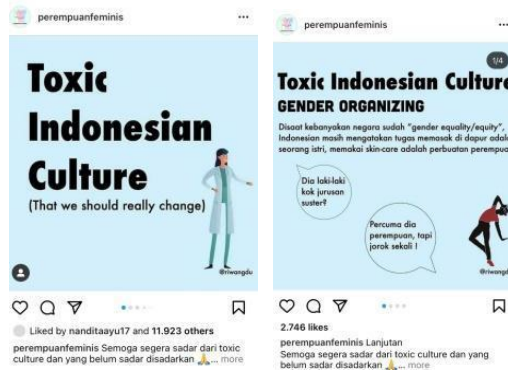 perempuanfeminis
Toxic
Indonesian
Culture
(That we should really change)
@riwangdu
Liked by nanditaayu17 and 11.923 others
perempuanfeminis Semoga segera sadar dari toxic
culture dan yang belum sadar disadarkan 🙏... more
perempuanfeminis
1/4
Toxic Indonesian Culture
GENDER ORGANIZING
Disaat kebanyakan negara sudah "gender equality/equity",
Indonesian masih mengatakan tugas memasak di dapur adal
seorang istri, memakai skin-care adalah perbuatan perempua
Dia laki-laki
kok jurusan
suster?
Percuma dia
perempuan, tapi
jorok sekali !
@riwangd
2.746 likes
perempuanfeminis Lanjutan
Semoga segera sadar dari toxic culture dan yang
belum sadar disadarkan 🙏... more